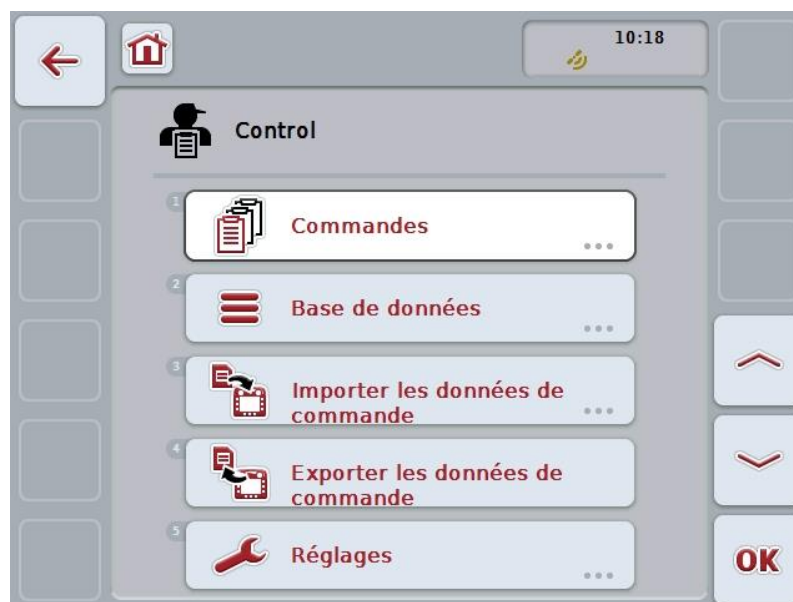 10:18
Control
1
Commandes
2
Base de données
3
Importer les données de
commande
4
Exporter les données de
commande
5
Réglages
OK